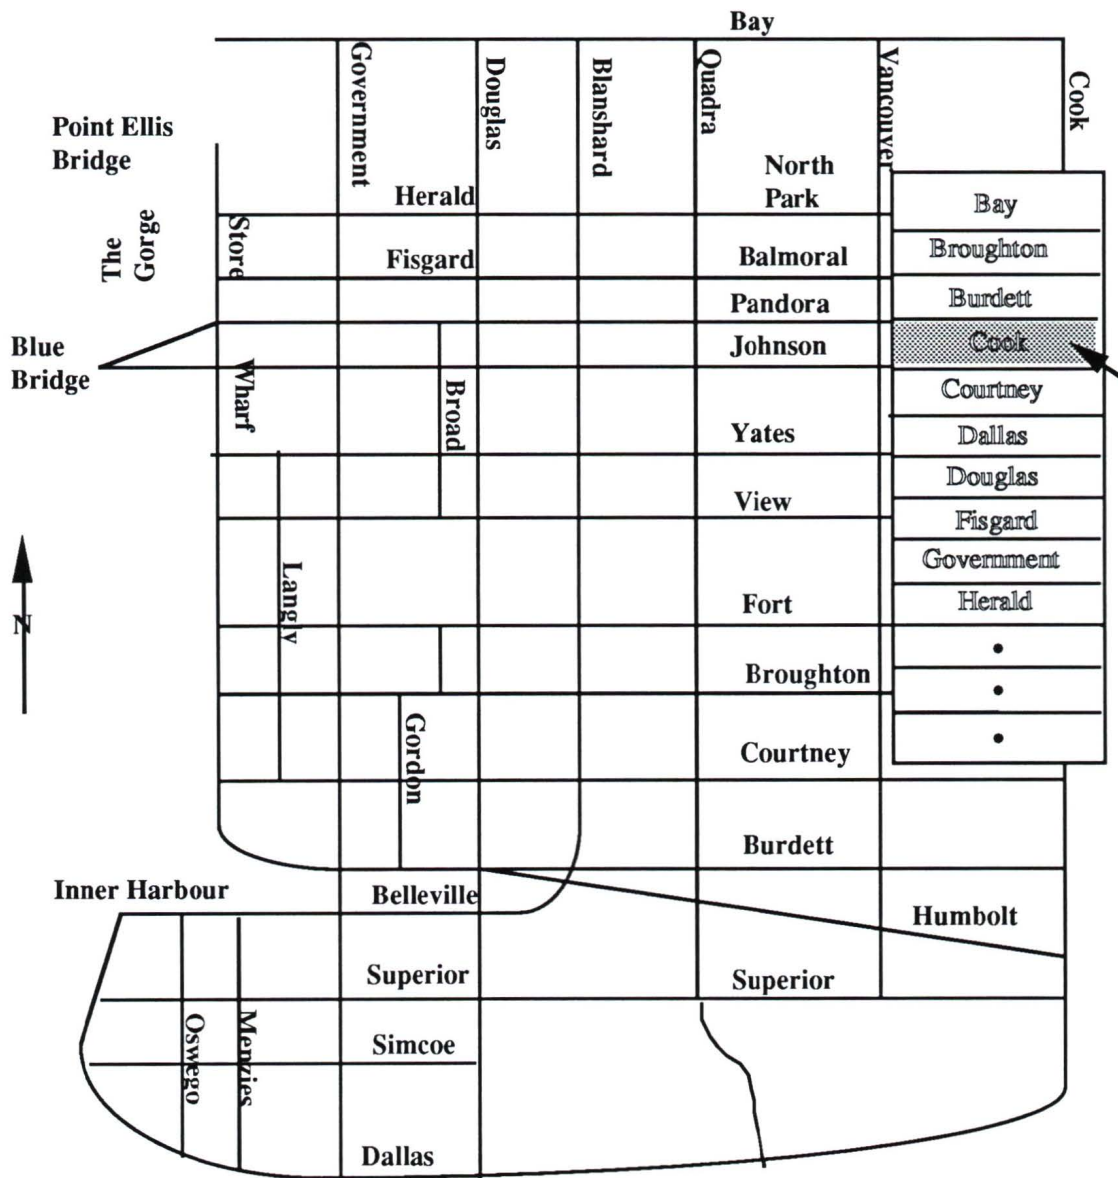 Bay
Government
Douglas
Blanshard
Quadra
Vancouver
Cook
Point Ellis
Bridge
North
Park
Herald
The
Gorge
Store
Fisgard
Balmoral
Pandora
Blue
Bridge
Johnson
Wharf
Broad
Yates
View
Langly
Fort
N
Broughton
Gordon
Courtney
Burdett
Inner Harbour
Belleville
Humbolt
Superior
Superior
Oswego
Menzies
Simcoe
Dallas
Bay
Broughton
Burdett
Cook
Courtney
Dallas
Douglas
Fisgard
Government
Herald
•
•
•